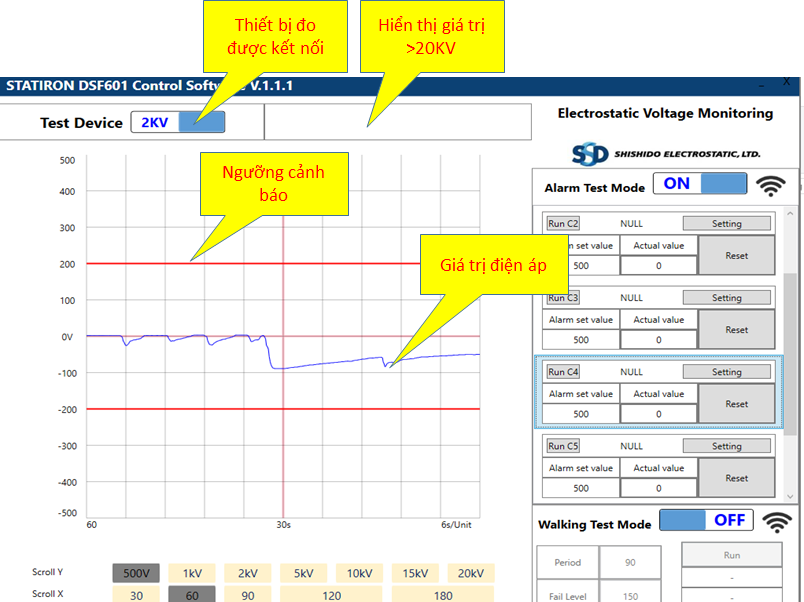 Thiết bị đo
được kết nối
Hiển thị giá trị
>20KV
STATIRON DSF601 Control Software V.1.1.1
Test Device 2KV
Electrostatic Voltage Monitoring
SSD SHISHIDO ELECTROSTATIC, LTD.
Alarm Test Mode ON
Ngưỡng cảnh
báo
Giá trị điện áp
500
400
300
200
100
0V
-100
-200
-300
-400
-500
60 30s 6s/Unit
Run C2 NULL Setting
m set value Actual value Reset
500 0
Run C3 NULL Setting
Alarm set value Actual value Reset
500 0
Run C4 NULL Setting
Alarm set value Actual value Reset
500 0
Run C5 NULL Setting
Alarm set value Actual value Reset
500 0
Walking Test Mode OFF
Period 90 Run
-
Fail Level 150 -
Scroll Y 500V 1kV 2kV 5kV 10kV 15kV 20kV
Scroll X 30 60 90 120 180